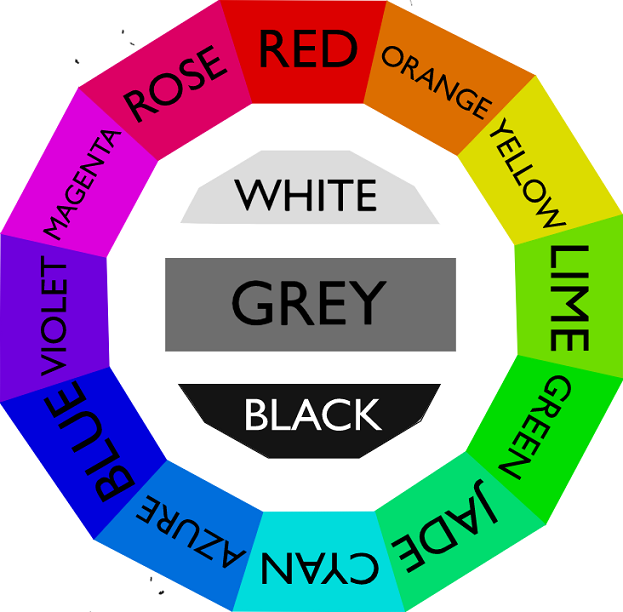 RED
ORANGE
YELLOW
LIME
GREEN
JADE
CYAN
AZURE
BLUE
VIOLET
MAGENTA
ROSE
WHITE
GREY
BLACK